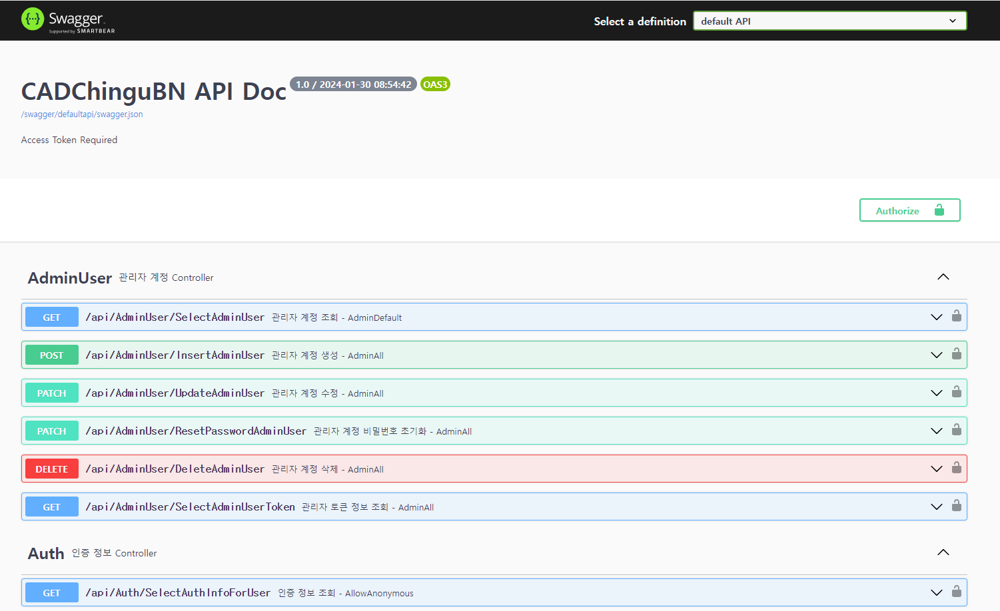 Swagger.
Supported by SMARTBEAR
Select a definition
default API
CADChinguBN API Doc 1.0 / 2024-01-30 08:54:42 OAS3
/swagger/defaultapi/swagger.json
Access Token Required
Authorize
AdminUser 관리자 계정 Controller
GET /api/AdminUser/SelectAdminUser 관리자 계정 조회 - AdminDefault
POST /api/AdminUser/InsertAdminUser 관리자 계정 생성 - AdminAll
PATCH /api/AdminUser/UpdateAdminUser 관리자 계정 수정 - AdminAll
PATCH /api/AdminUser/ResetPasswordAdminUser 관리자 계정 비밀번호 초기화 - AdminAll
DELETE /api/AdminUser/DeleteAdminUser 관리자 계정 삭제 - AdminAll
GET /api/AdminUser/SelectAdminUserToken 관리자 토큰 정보 조회 - AdminAll
Auth 인증 정보 Controller
GET /api/Auth/SelectAuthInfoForUser 인증 정보 조회 - AllowAnonymous